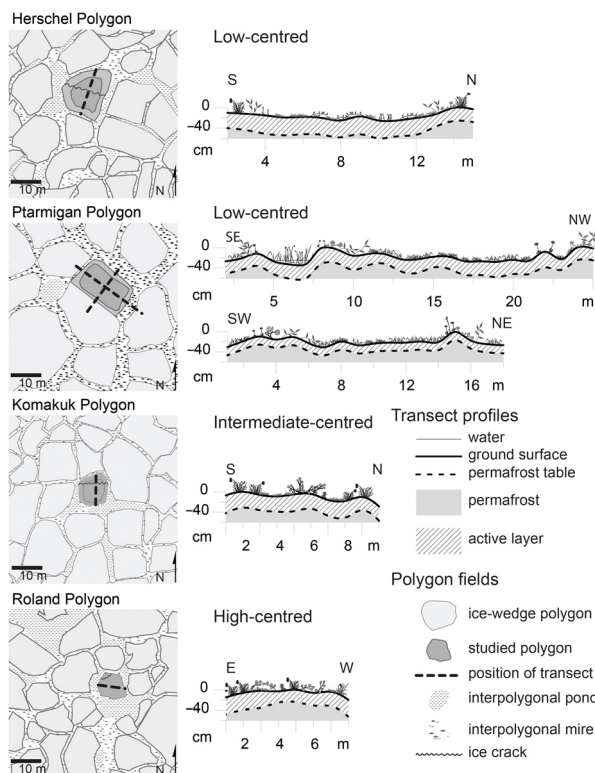 Herschel Polygon
Low-centred
S N
0
−40
cm 4 8 12 m
N
10 m
Ptarmigan Polygon
Low-centred
SE NW
0
−40
cm 5 10 15 20 m
SW NE
0
−40
cm 4 8 12 16 m
N
10 m
Komakuk Polygon
Intermediate-centred
S N
0
−40
cm 2 4 6 8 m
N
10 m
Transect profiles
water
ground surface
permafrost table
permafrost
active layer
Roland Polygon
High-centred
E W
0
−40
cm 2 4 6 8 m
N
10 m
Polygon fields
ice-wedge polygon
studied polygon
position of transect
interpolygonal pond
interpolygonal mire
ice crack